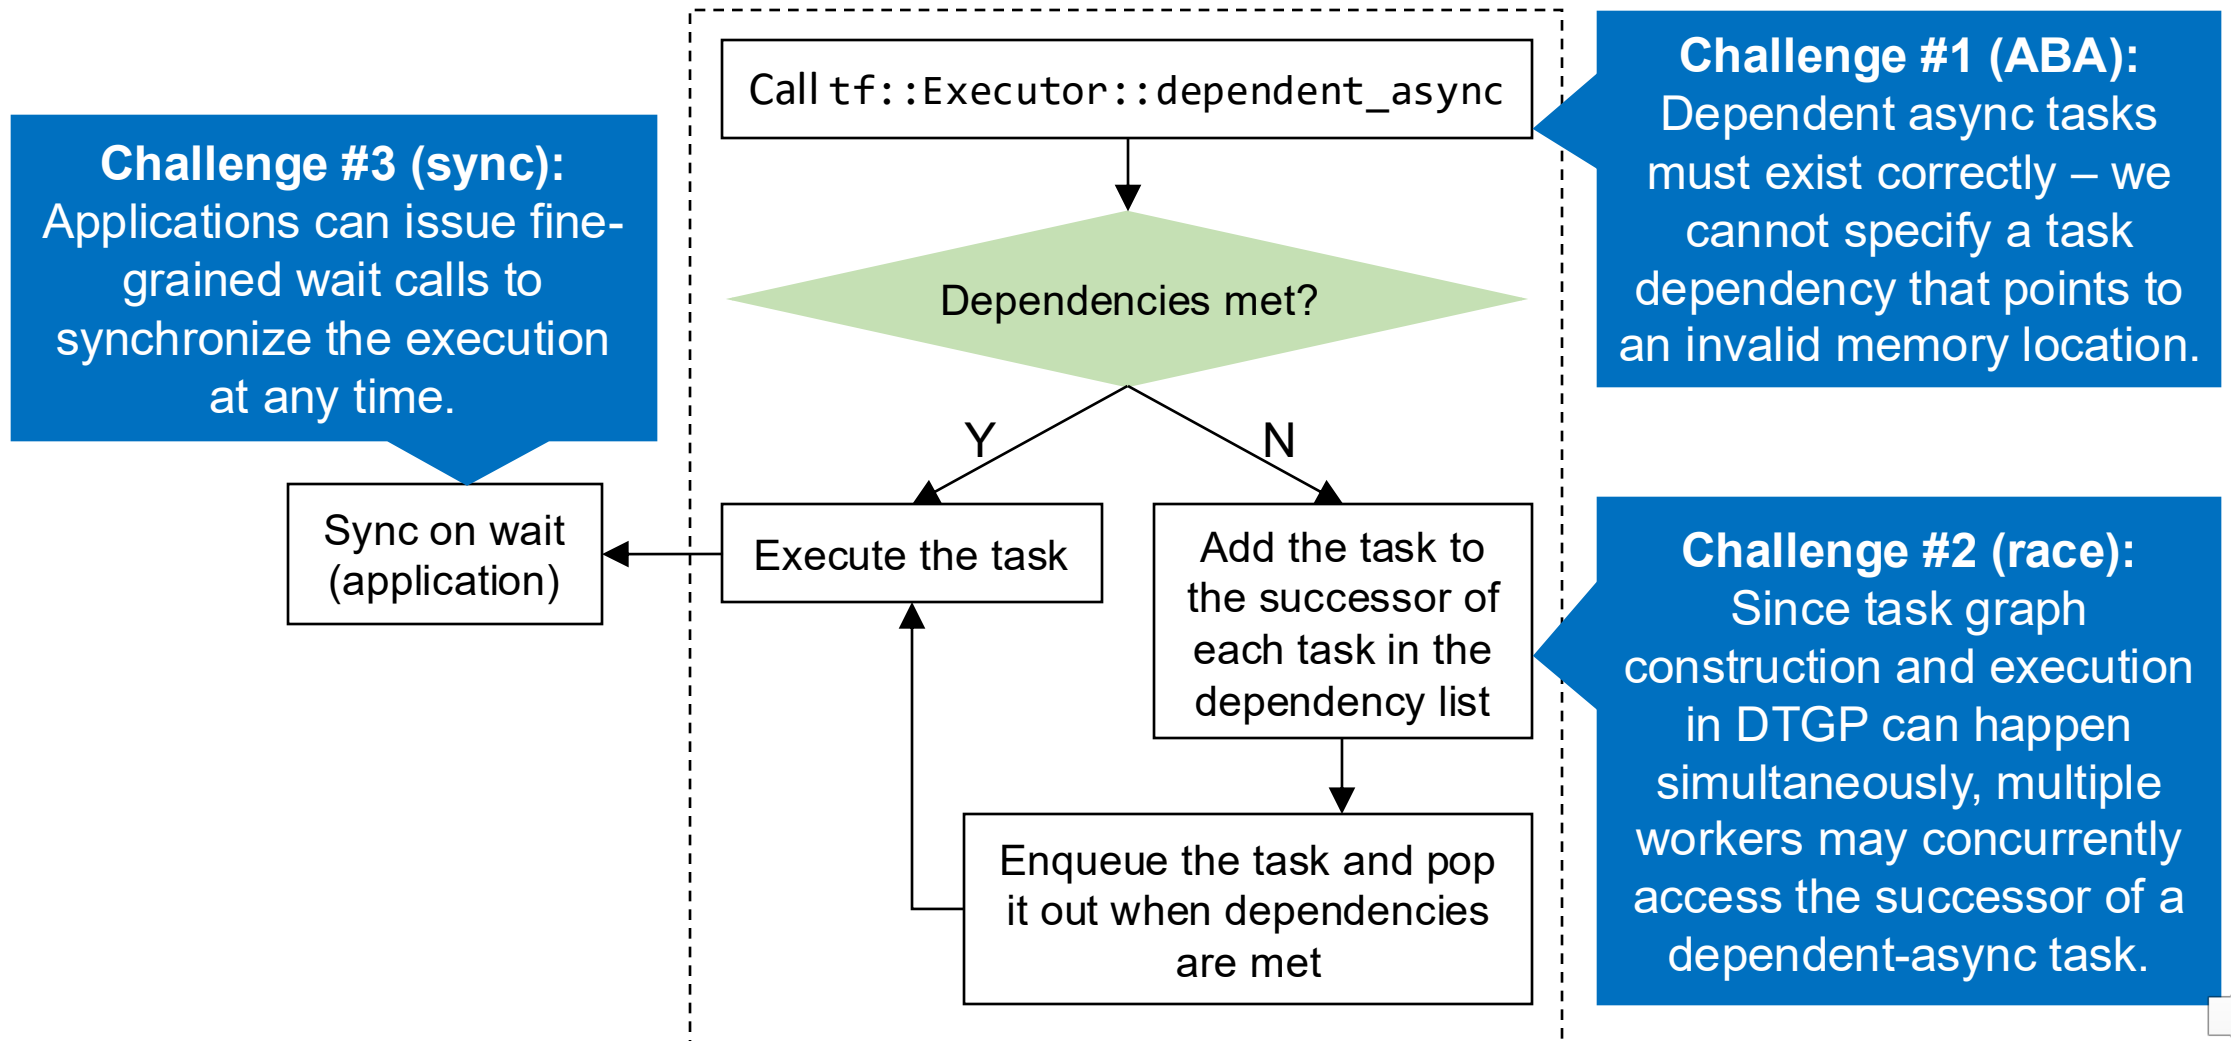 Call tf::Executor::dependent_async
Challenge #1 (ABA):
Dependent async tasks
must exist correctly – we
cannot specify a task
dependency that points to
an invalid memory location.
Challenge #3 (sync):
Applications can issue fine-
grained wait calls to
synchronize the execution
at any time.
Dependencies met?
Y
N
Sync on wait
(application)
Execute the task
Add the task to
the successor of
each task in the
dependency list
Challenge #2 (race):
Since task graph
construction and execution
in DTGP can happen
simultaneously, multiple
workers may concurrently
access the successor of a
dependent-async task.
Enqueue the task and pop
it out when dependencies
are met